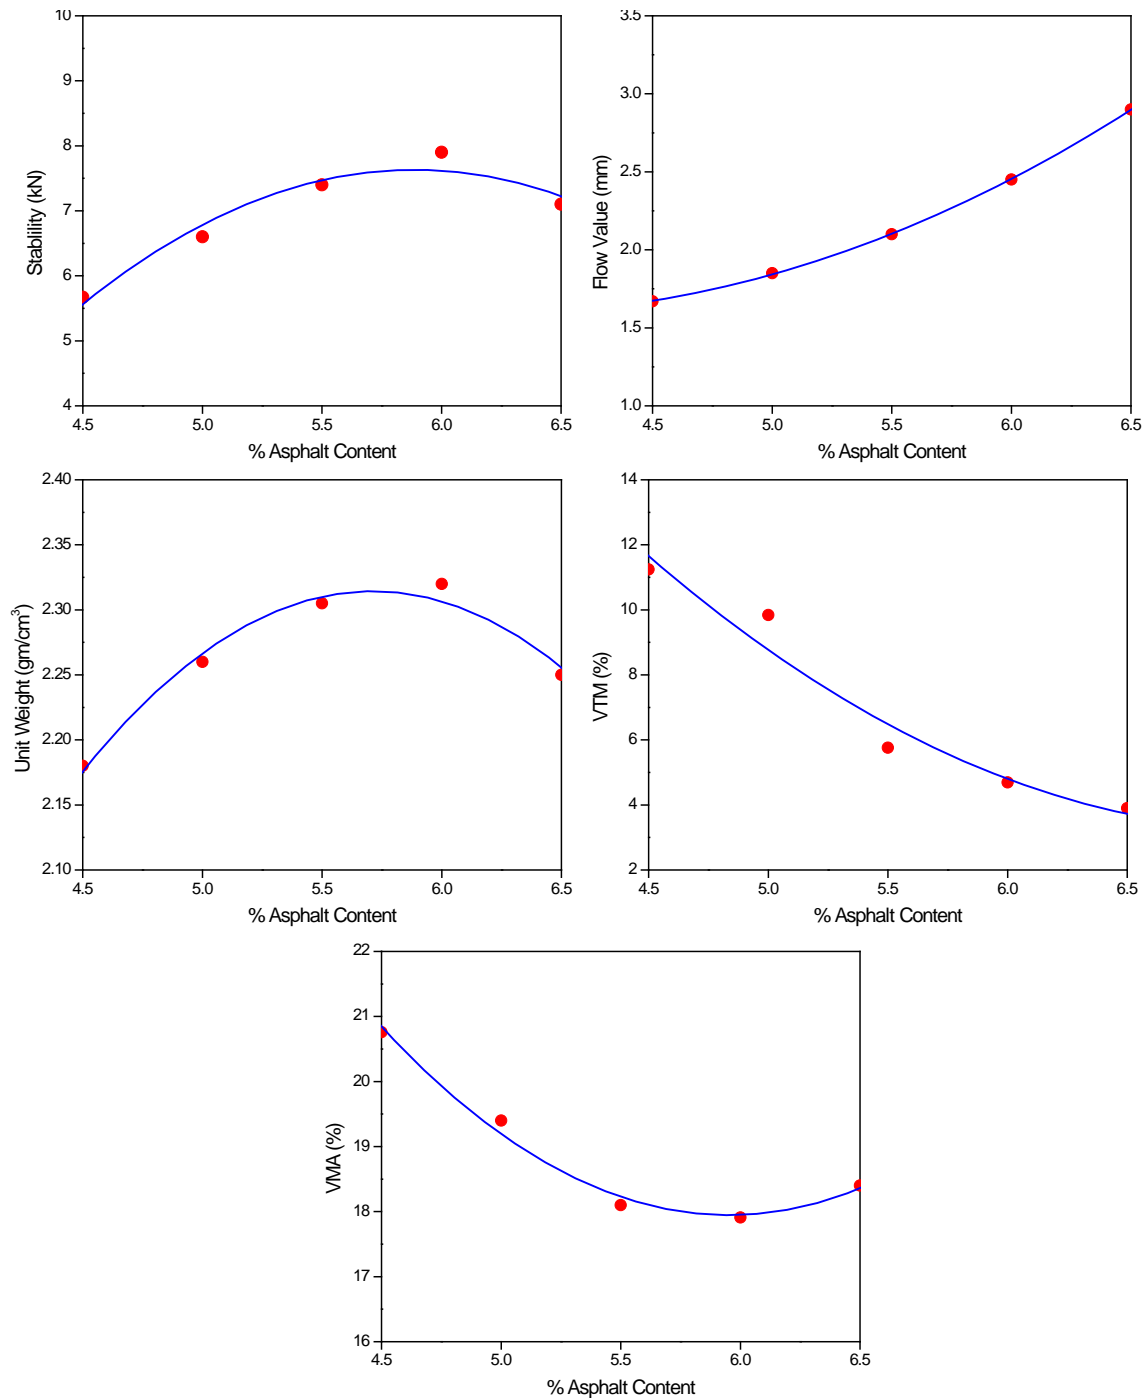 10
9
8
7
6
5
4
4.5 5.0 5.5 6.0 6.5
Stablility (kN)
% Asphalt Content
3.5
3.0
2.5
2.0
1.5
1.0
4.5 5.0 5.5 6.0 6.5
Flow Value (mm)
% Asphalt Content
2.40
2.35
2.30
2.25
2.20
2.15
2.10
4.5 5.0 5.5 6.0 6.5
Unit Weight (gm/cm³)
% Asphalt Content
14
12
10
8
6
4
2
4.5 5.0 5.5 6.0 6.5
VTM (%)
% Asphalt Content
22
21
20
19
18
17
16
4.5 5.0 5.5 6.0 6.5
VMA (%)
% Asphalt Content